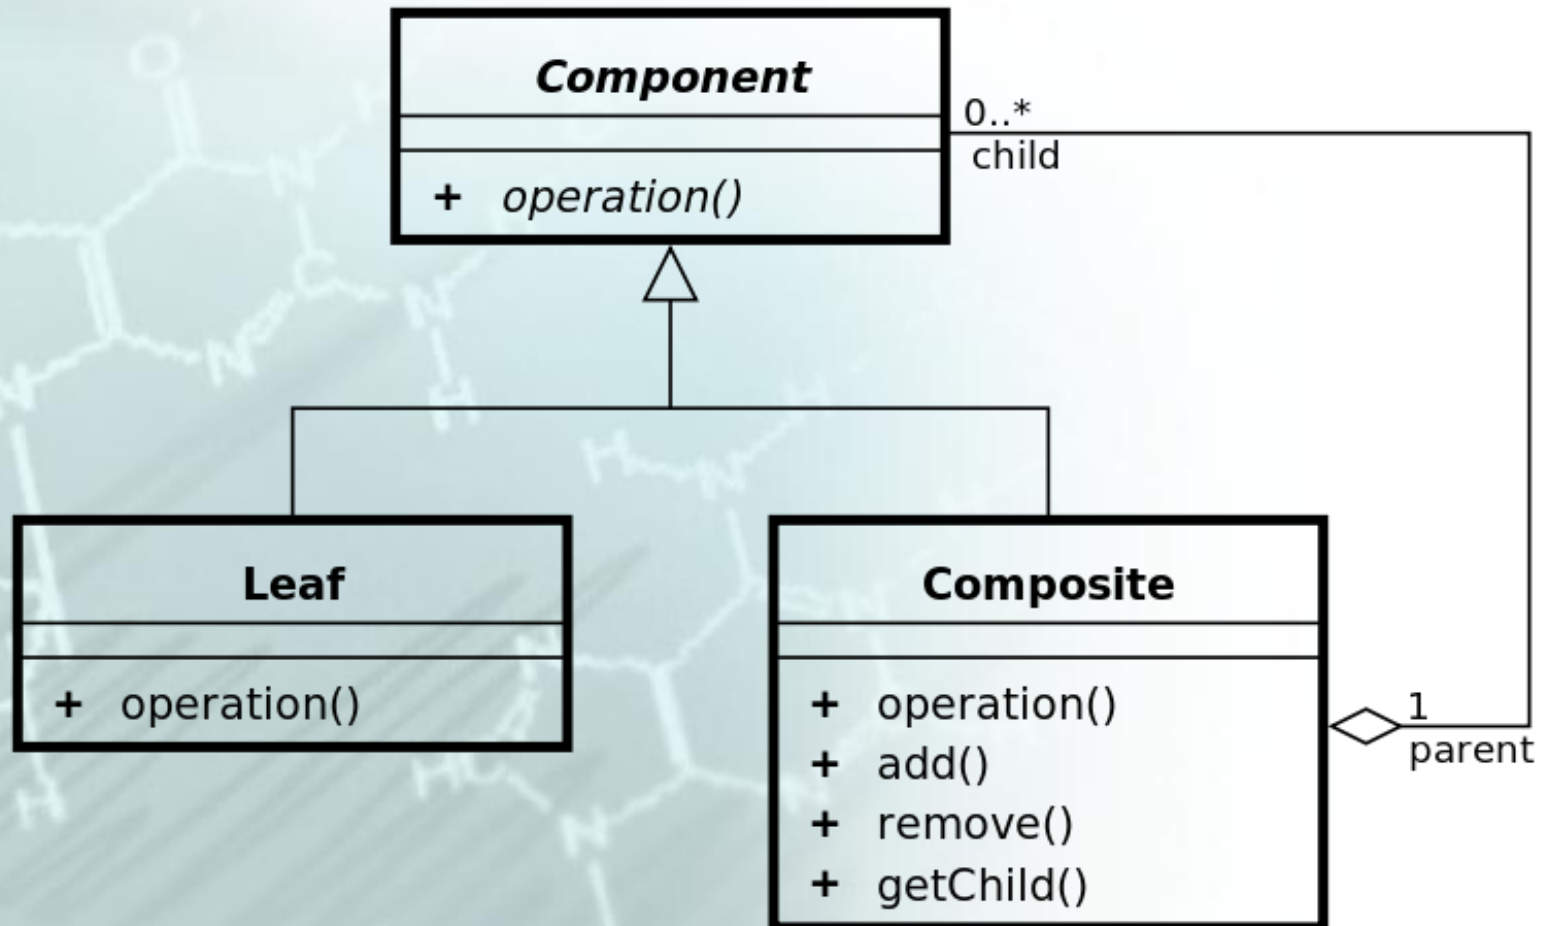 Component
0..*
child
+ operation()
Leaf
+ operation()
Composite
+ operation()
+ add()
+ remove()
+ getChild()
1
parent
O
N
C
N
N
H
N
H
N
H
N
N
N
H
H